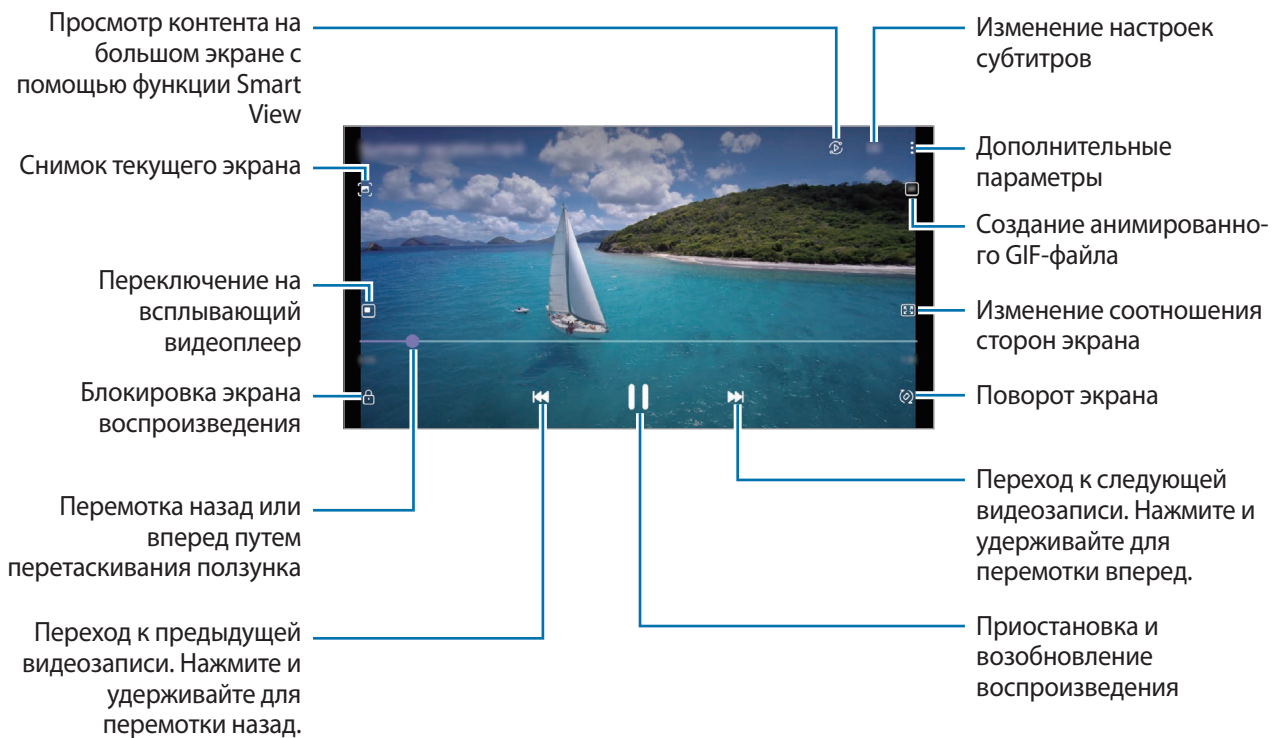 Просмотр контента на
большом экране с
помощью функции Smart
View
Снимок текущего экрана
Переключение на
всплывающий
видеоплеер
Блокировка экрана
воспроизведения
Перемотка назад или
вперед путем
перетаскивания ползунка
Переход к предыдущей
видеозаписи. Нажмите и
удерживайте для
перемотки назад.
Изменение настроек
субтитров
Дополнительные
параметры
Создание анимированно-
го GIF-файла
Изменение соотношения
сторон экрана
Поворот экрана
Переход к следующей
видеозаписи. Нажмите и
удерживайте для
перемотки вперед.
Приостановка и
возобновление
воспроизведения